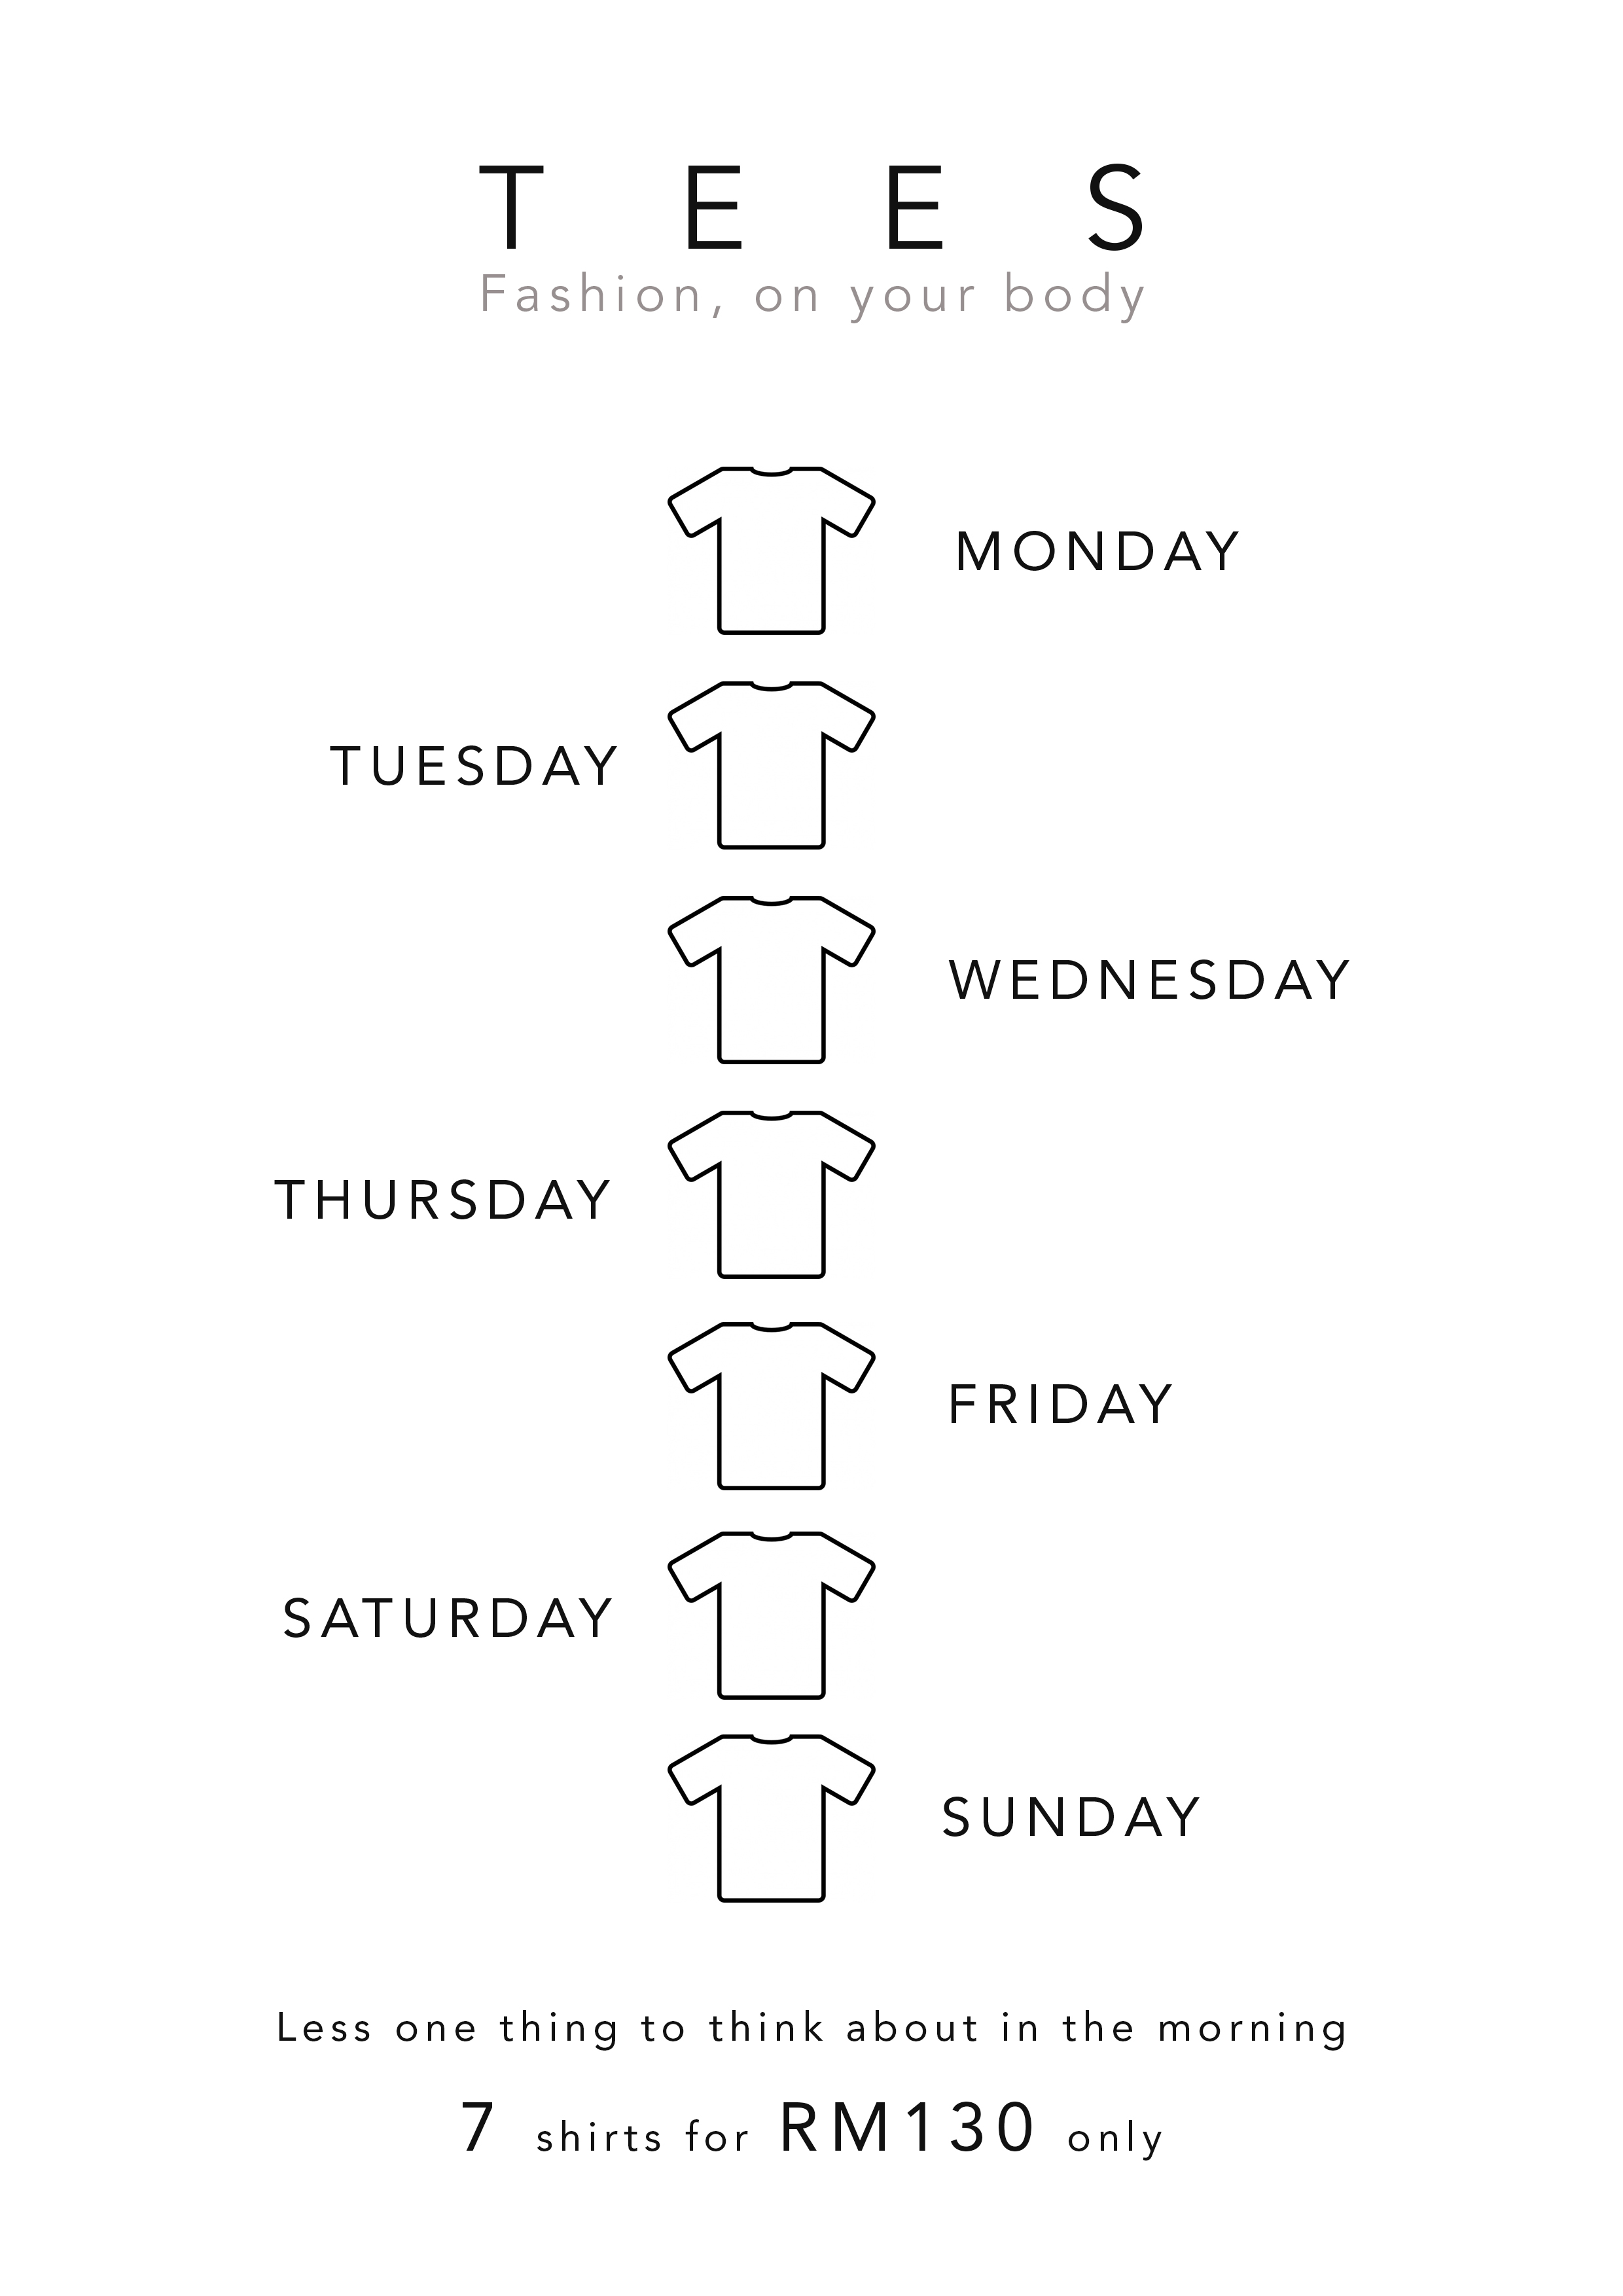 TEES
Fashion, on your body
MONDAY
TUESDAY
WEDNESDAY
THURSDAY
FRIDAY
SATURDAY
SUNDAY
Less one thing to think about in the morning
7 shirts for RM130 only